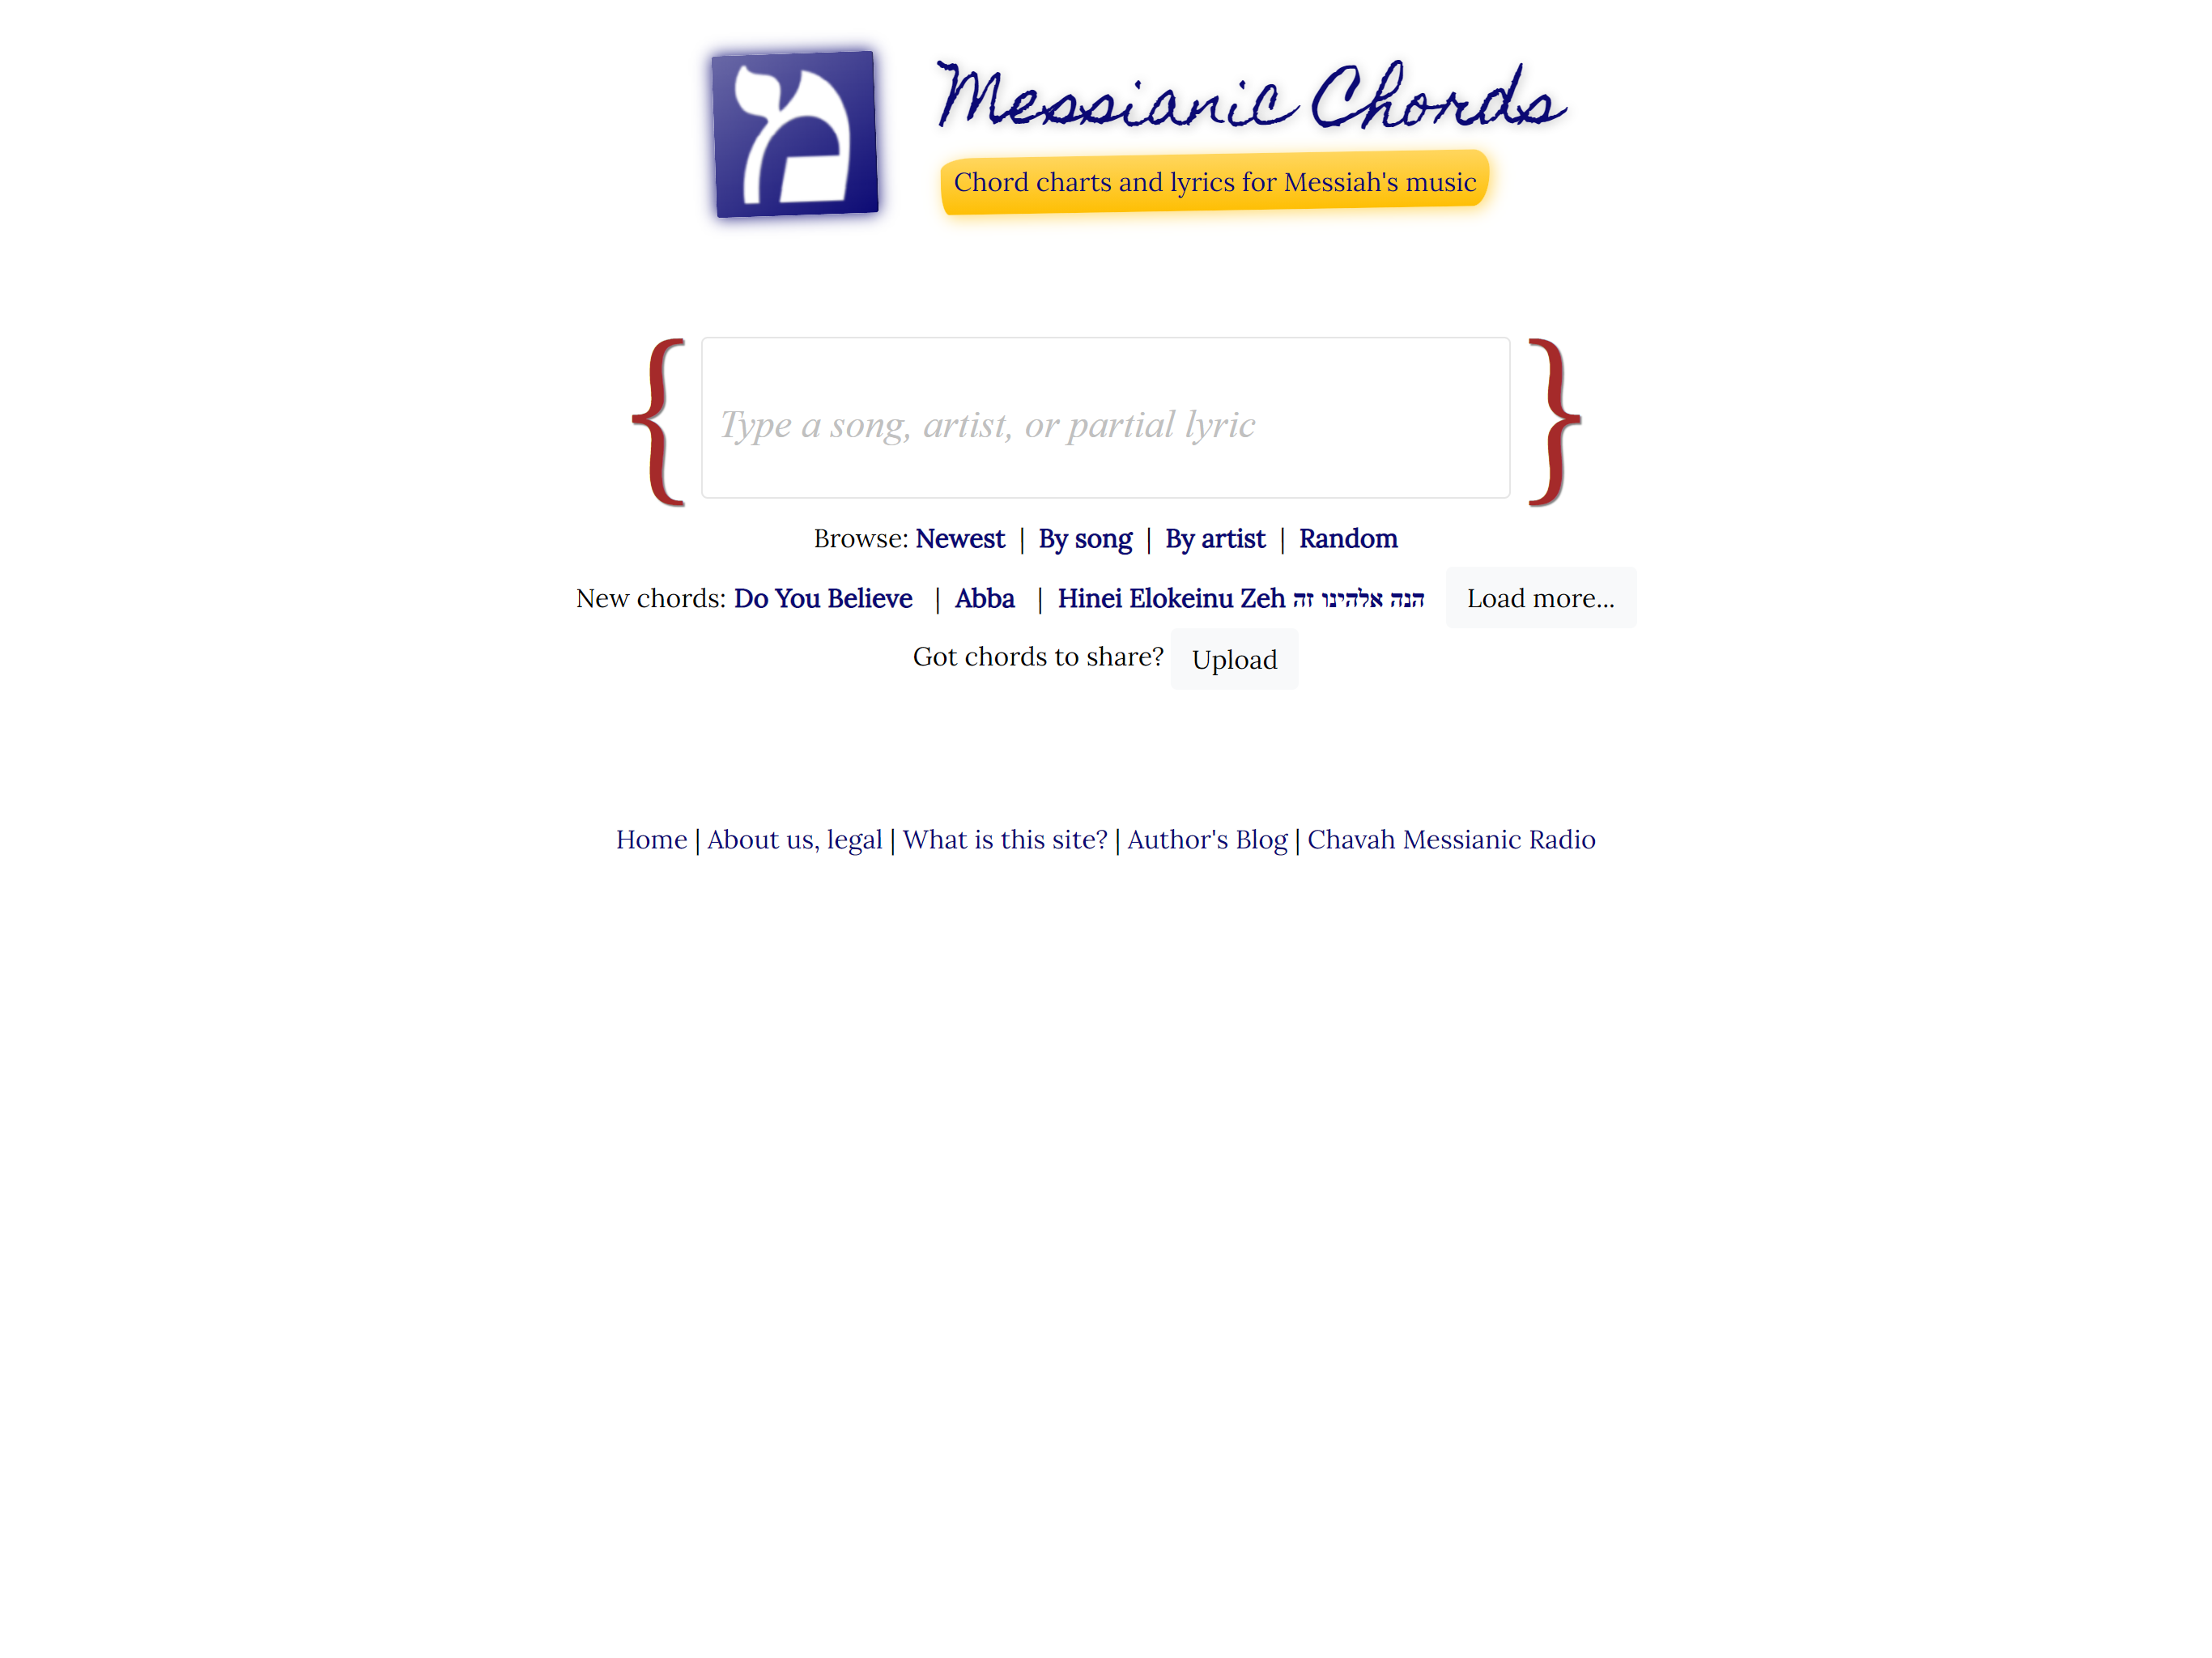 מ
Messianic Chords
Chord charts and lyrics for Messiah's music
{ Type a song, artist, or partial lyric }
Browse: Newest | By song | By artist | Random
New chords: Do You Believe | Abba | Hinei Elokeinu Zeh הנה אלהינו זה Load more...
Got chords to share? Upload
Home | About us, legal | What is this site? | Author's Blog | Chavah Messianic Radio